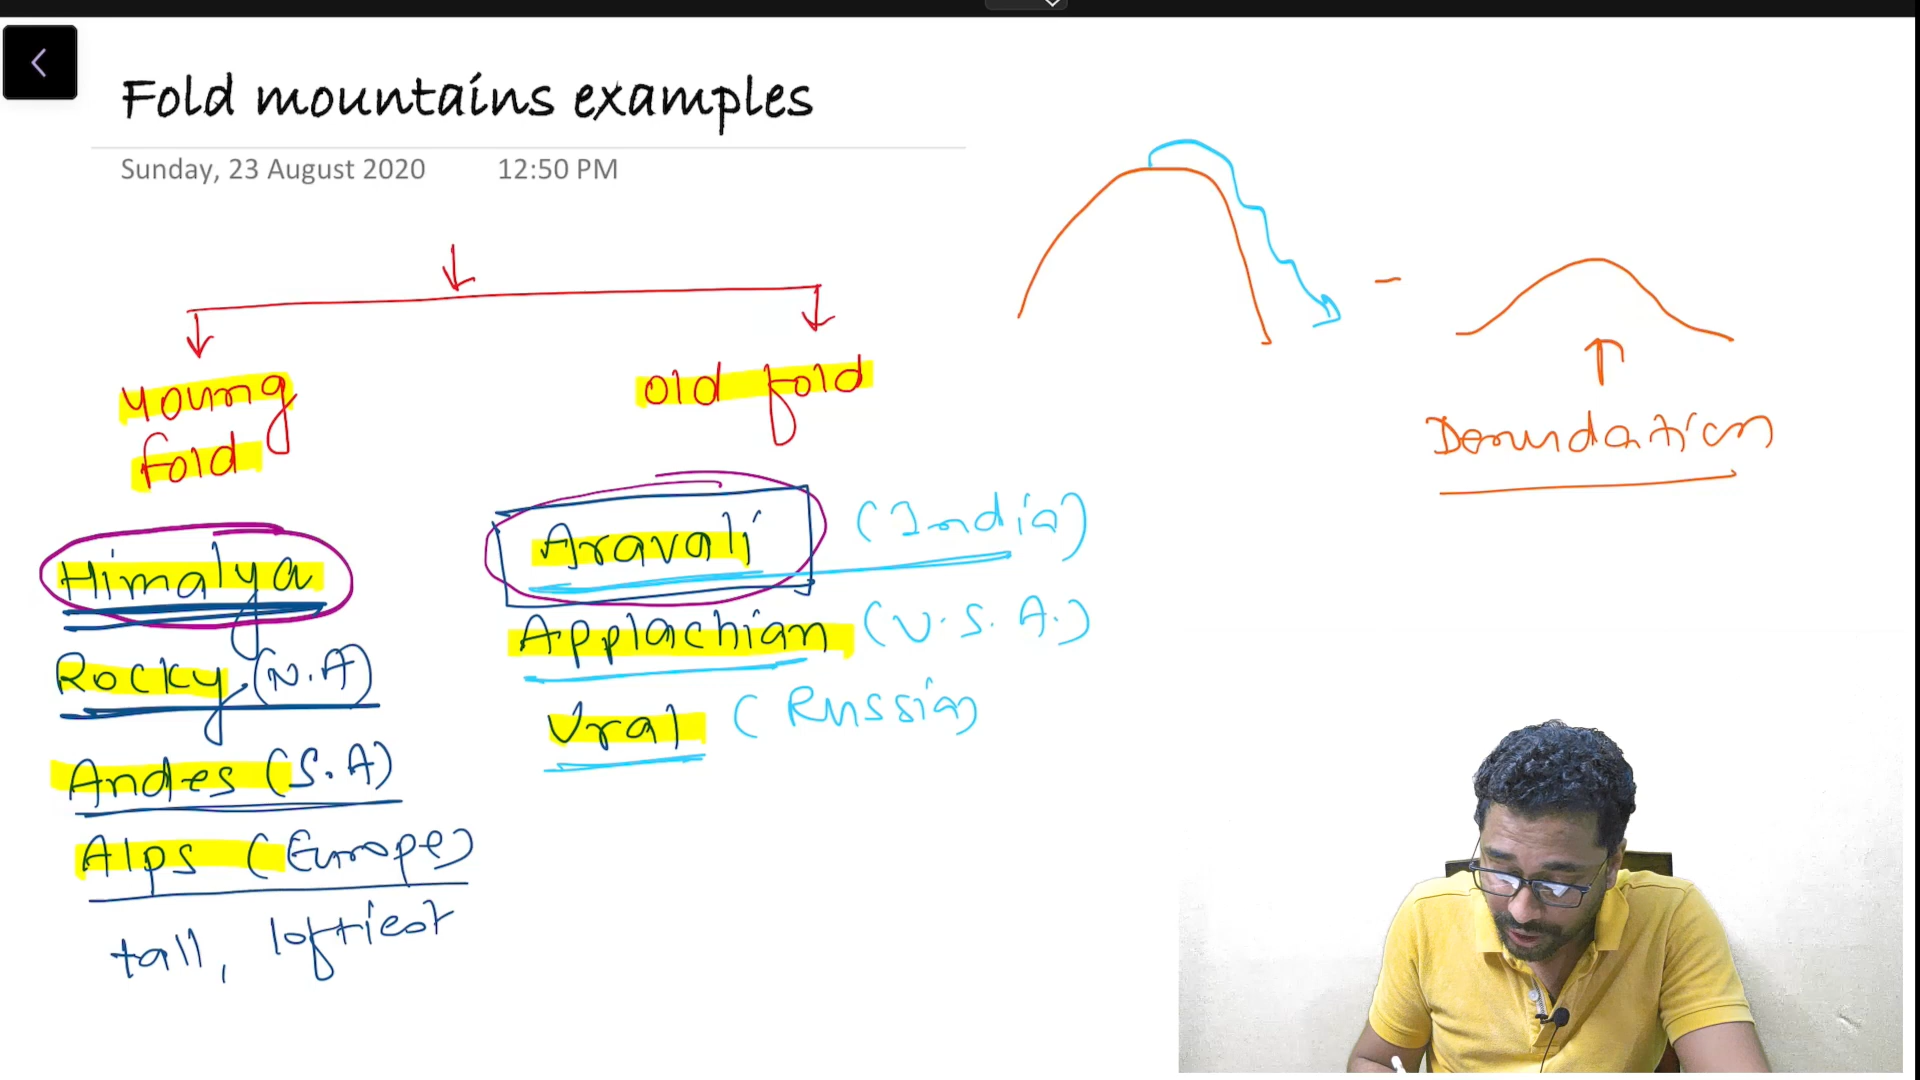 Fold mountains examples
Sunday, 23 August 2020 12:50 PM
Young fold
Himalya
Rocky (N.A)
Andes (S.A)
Alps (Europe)
tall, loftiest
old fold
Aravali (India)
Applachian (U.S.A.)
Ural (Russia)
Denundation